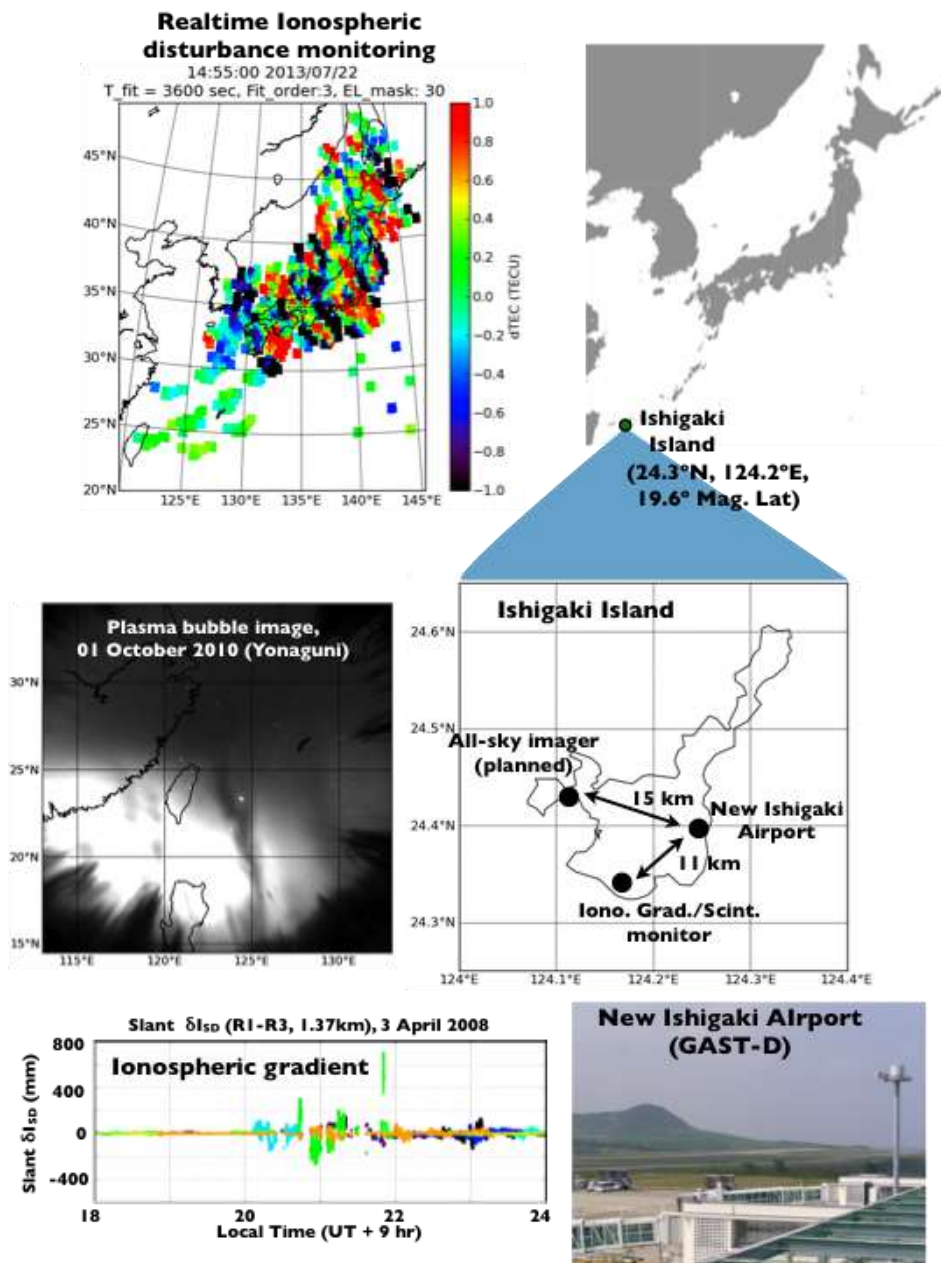 Realtime Ionospheric
disturbance monitoring
14:55:00 2013/07/22
T_fit = 3600 sec, Fit_order:3, EL_mask: 30
45°N
40°N
35°N
30°N
25°N
20°N
125°E 130°E 135°E 140°E 145°E
1.0
0.8
0.6
0.4
0.2
0.0
−0.2
−0.4
−0.6
−0.8
−1.0
dTEC (TECU)
Ishigaki
Island
(24.3ºN, 124.2ºE,
19.6º Mag. Lat)
Plasma bubble image,
01 October 2010 (Yonaguni)
30°N
25°N
20°N
15°N
115°E 120°E 125°E 130°E
Ishigaki Island
24.6°N
24.5°N
24.4°N
24.3°N
All-sky imager
(planned)
15 km
New Ishigaki
Airport
11 km
Iono. Grad./Scint.
monitor
124°E 124.1°E 124.2°E 124.3°E 124.4°E
Slant δI_SD (R1-R3, 1.37km), 3 April 2008
Ionospheric gradient
Slant δI_SD (mm)
800
400
0
-400
18 20 22 24
Local Time (UT + 9 hr)
New Ishigaki AIrport
(GAST-D)